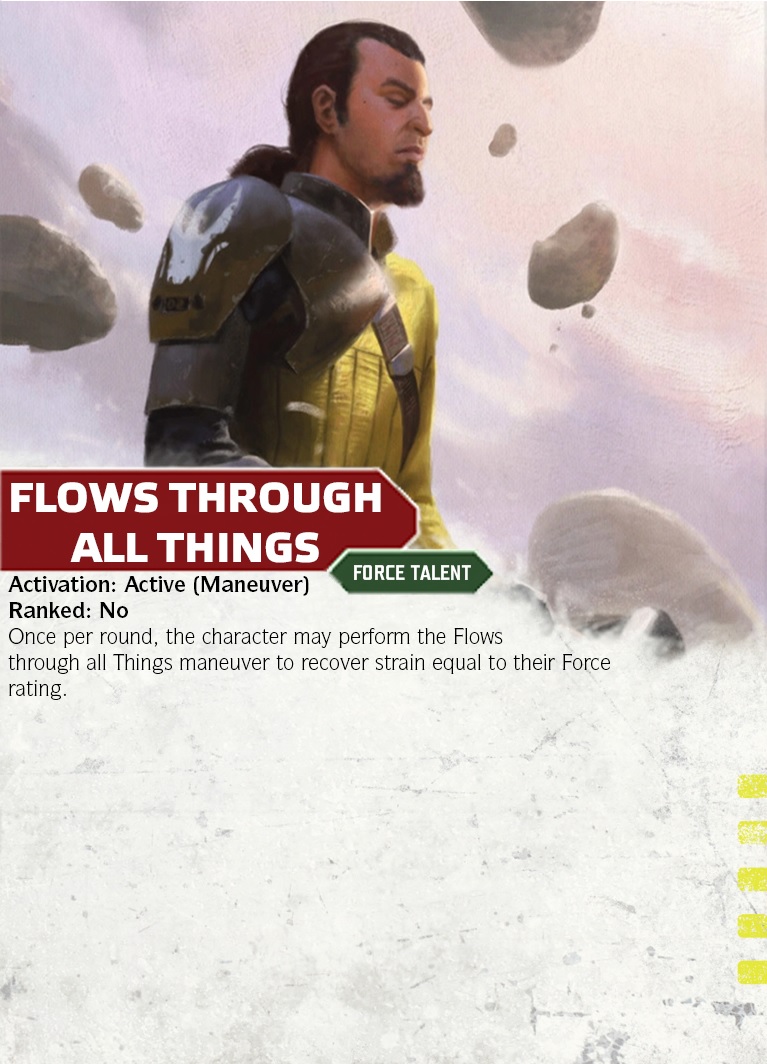 FLOWS THROUGH
ALL THINGS
FORCE TALENT
Activation: Active (Maneuver)
Ranked: No
Once per round, the character may perform the Flows
through all Things maneuver to recover strain equal to their Force
rating.